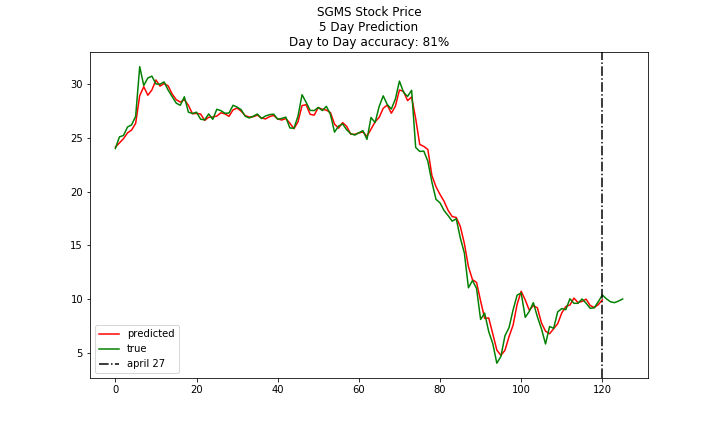 SGMS Stock Price
5 Day Prediction
Day to Day accuracy: 81%
30
25
20
15
10
5
predicted
true
april 27
0 20 40 60 80 100 120